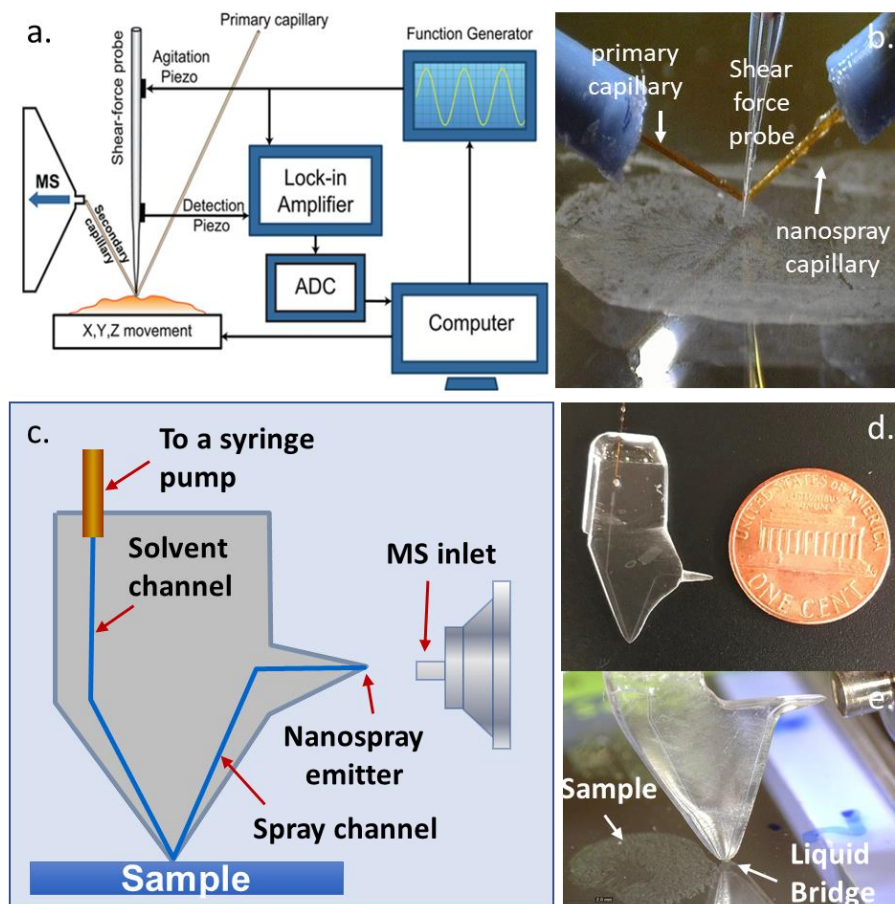 a.
Primary capillary
Function Generator
Agitation
Piezo
Shear-force probe
MS
Secondary
capillary
Detection
Piezo
Lock-in
Amplifier
ADC
Computer
X,Y,Z movement
b.
primary
capillary
Shear
force
probe
nanospray
capillary
c.
To a syringe
pump
Solvent
channel
MS inlet
Nanospray
emitter
Spray channel
Sample
d.
UNITED STATES OF AMERICA
ONE CENT
e.
Sample
Liquid
Bridge